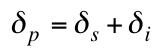 δₚ = δₛ + δᵢ